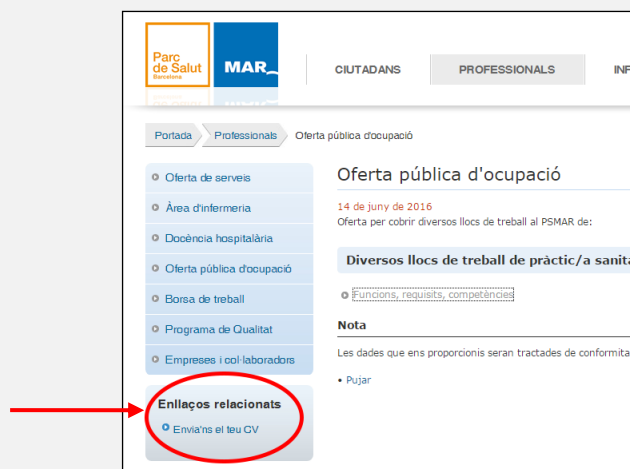 Parc
de Salut
Barcelona
MAR
CIUTADANS
PROFESSIONALS
Portada
Professionals
Oferta pública d'ocupació
Oferta de serveis
Àrea d'infermeria
Docència hospitalària
Oferta pública d'ocupació
Borsa de treball
Programa de Qualitat
Empreses i col·laboradors
Enllaços relacionats
Envia'ns el teu CV
Oferta pública d'ocupació
14 de juny de 2016
Oferta per cobrir diversos llocs de treball al PSMAR de:
Diversos llocs de treball de pràctic/a
Funcions, requisits, competències
Nota
Les dades que ens proporcionis seran tractades de
• Pujar